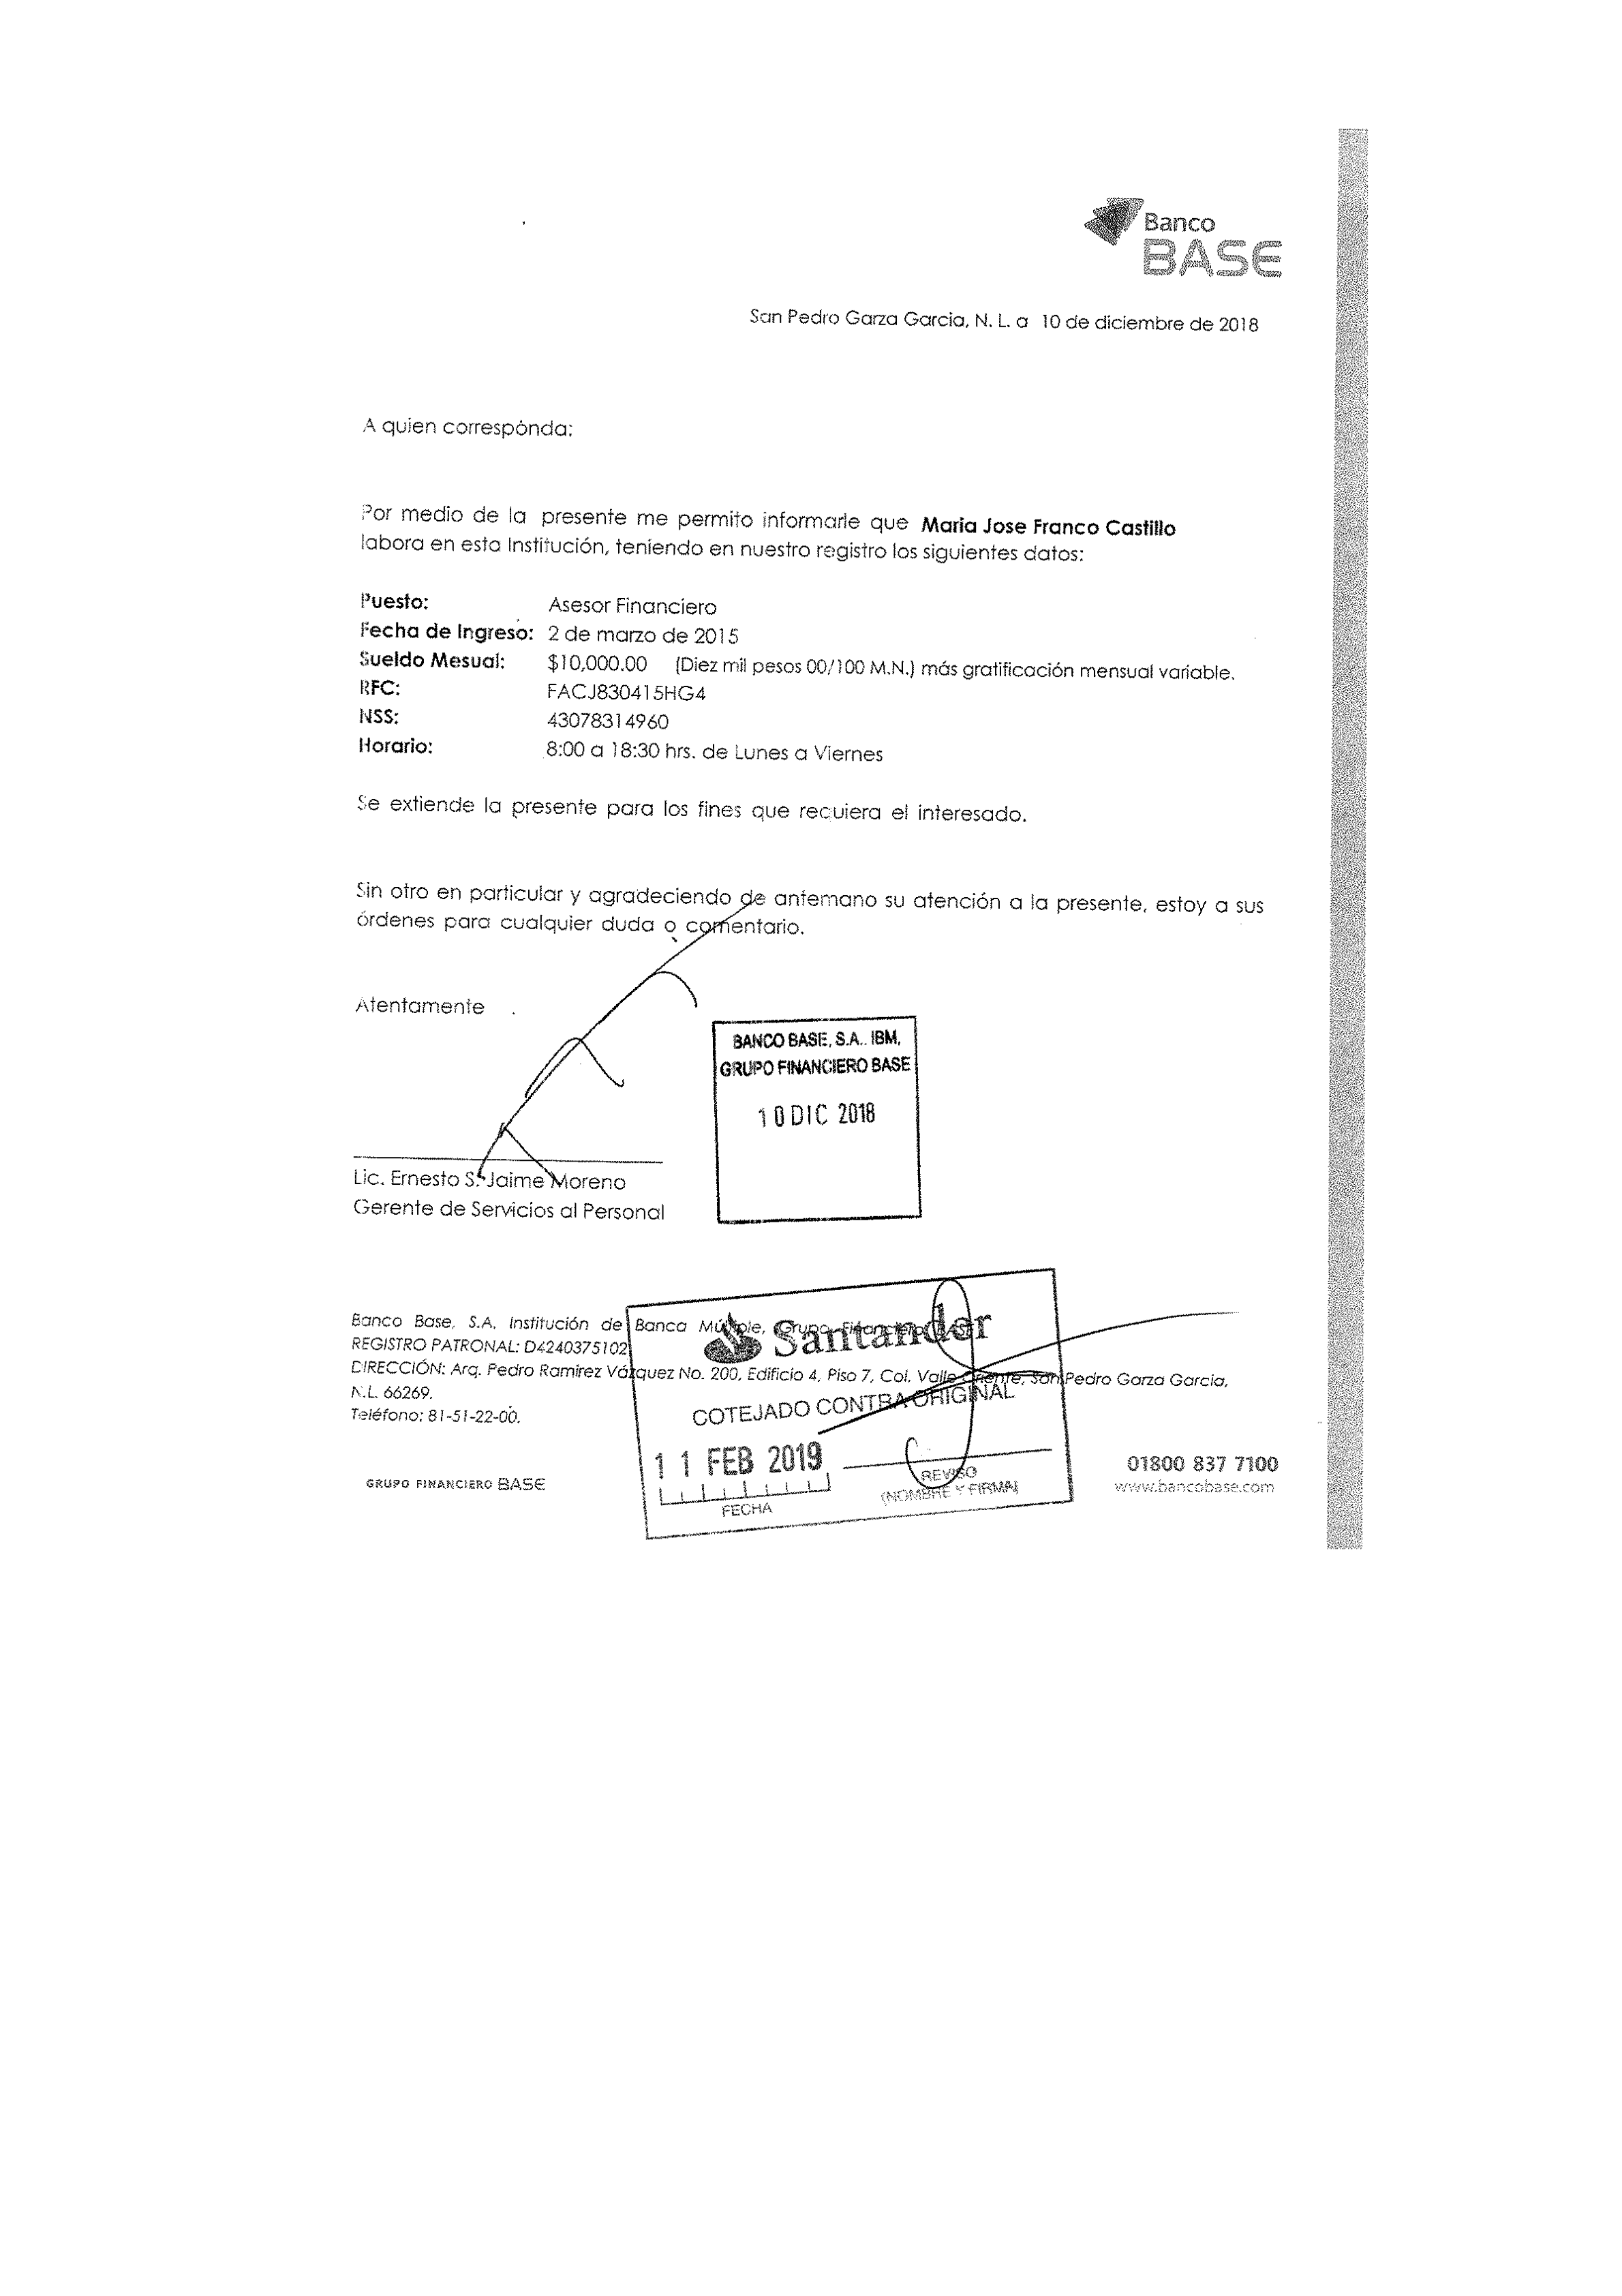 Banco
BASE
San Pedro Garza Garcia, N. L. a 10 de diciembre de 2018
A quien correspónda:
Por medio de la presente me permito informarle que Maria Jose Franco Castillo
labora en esta Institución, teniendo en nuestro registro los siguientes datos:
Puesto: Asesor Financiero
Fecha de Ingreso: 2 de marzo de 2015
Sueldo Mesual: $10,000.00 (Diez mil pesos 00/100 M.N.) más gratificación mensual variable.
RFC: FACJ830415HG4
NSS: 43078314960
Horario: 8:00 a 18:30 hrs. de Lunes a Viernes
Se extiende la presente para los fines que requiera el interesado.
Sin otro en particular y agradeciendo de antemano su atención a la presente, estoy a sus
órdenes para cualquier duda o comentario.
Atentamente
BANCO BASE, S.A.. IBM,
GRUPO FINANCIERO BASE
10 DIC 2018
Lic. Ernesto S. Jaime Moreno
Gerente de Servicios al Personal
Banco Base, S.A. Institución de Banca Múltiple, Grupo Financiero BASE
REGISTRO PATRONAL: D4240375102
DIRECCIÓN: Arq. Pedro Ramirez Vázquez No. 200, Edificio 4, Piso 7, Col. Valle Oriente, San Pedro Garza Garcia,
N.L. 66269.
Teléfono: 81-51-22-00.
Santander
COTEJADO CONTRA ORIGINAL
11 FEB 2019
FECHA
REVISO
(NOMBRE Y FIRMA)
GRUPO FINANCIERO BASE
01800 837 7100
www.bancobase.com